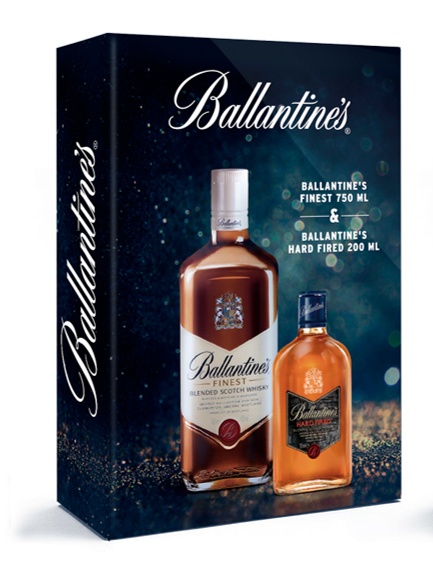 Ballantine's®
Ballantine's®
BALLANTINE'S
FINEST 750 ML
&
BALLANTINE'S
HARD FIRED 200 ML
Ballantine's
FINEST
BLENDED SCOTCH WHISKY
Ballantine's
HARD FIRED